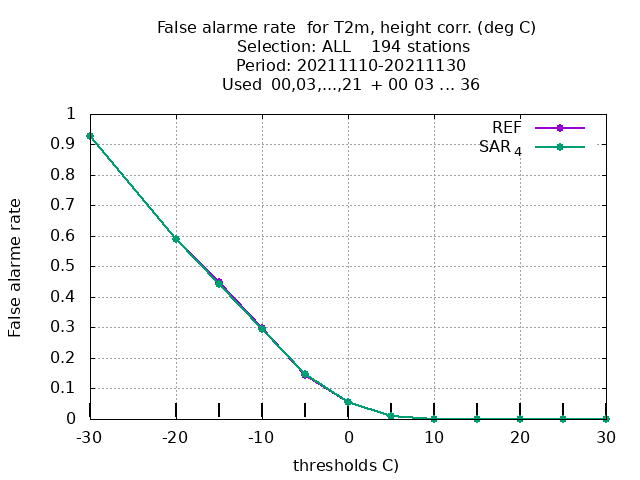 False alarme rate  for T2m, height corr. (deg C)
Selection: ALL    194 stations
Period: 20211110-20211130
Used  00,03,...,21  + 00 03 ... 36
REF
SAR 4
1
0.9
0.8
0.7
0.6
0.5
0.4
0.3
0.2
0.1
0
False alarme rate
-30
-20
-10
0
10
20
30
thresholds C)